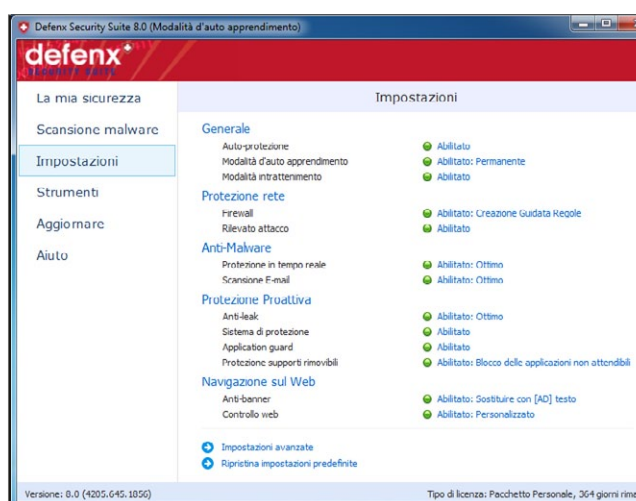 Defenx Security Suite 8.0 (Modalità d'auto apprendimento)
defenx
SECURITY SUITE
La mia sicurezza
Scansione malware
Impostazioni
Strumenti
Aggiornare
Aiuto
Impostazioni
Generale
Auto-protezione Abilitato
Modalità d'auto apprendimento Abilitato: Permanente
Modalità intrattenimento Abilitato
Protezione rete
Firewall Abilitato: Creazione Guidata Regole
Rilevato attacco Abilitato
Anti-Malware
Protezione in tempo reale Abilitato: Ottimo
Scansione E-mail Abilitato: Ottimo
Protezione Proattiva
Anti-leak Abilitato: Ottimo
Sistema di protezione Abilitato
Application guard Abilitato
Protezione supporti rimovibili Abilitato: Blocco delle applicazioni non attendibili
Navigazione sul Web
Anti-banner Abilitato: Sostituire con [AD] testo
Controllo web Abilitato: Personalizzato
Impostazioni avanzate
Ripristina impostazioni predefinite
Versione: 8.0 (4205.645.1856) Tipo di licenza: Pacchetto Personale, 364 giorni rima